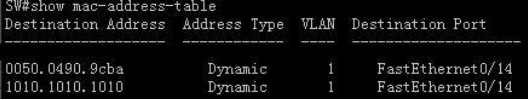 SW#show mac-address-table
Destination Address  Address Type  VLAN  Destination Port
-------------------  ------------  ----  --------------------
0050.0490.9cba          Dynamic       1     FastEthernet0/14
1010.1010.1010          Dynamic       1     FastEthernet0/14